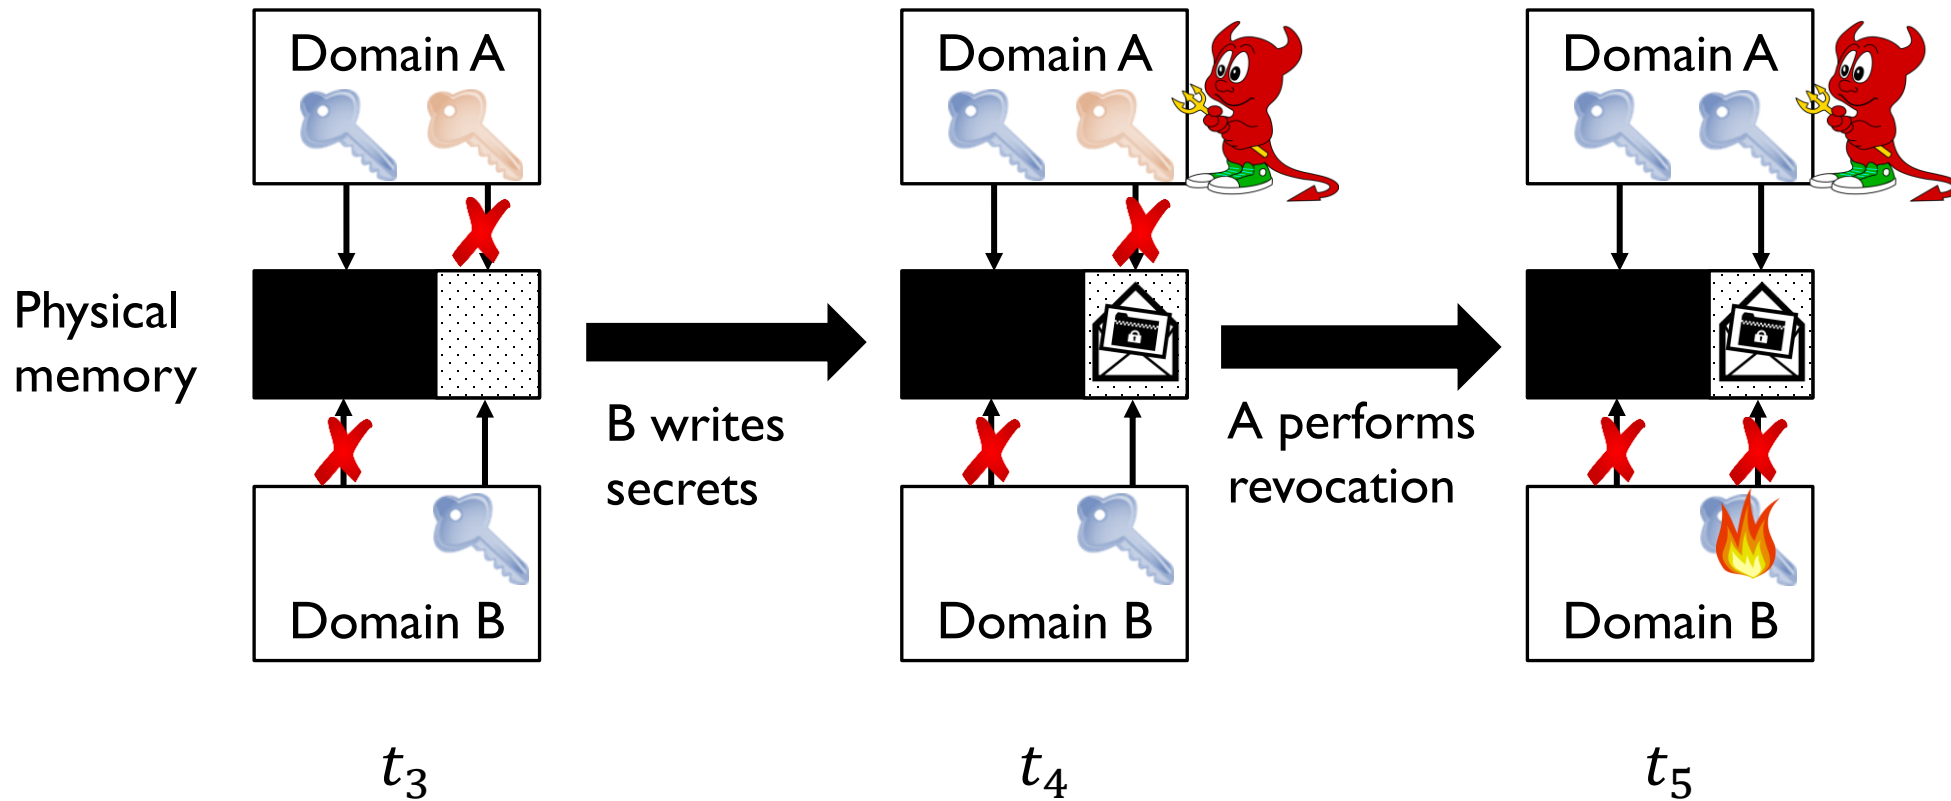 Domain A
Domain A
Domain A
Physical
memory
B writes
secrets
A performs
revocation
Domain B
Domain B
Domain B
t₃
t₄
t₅